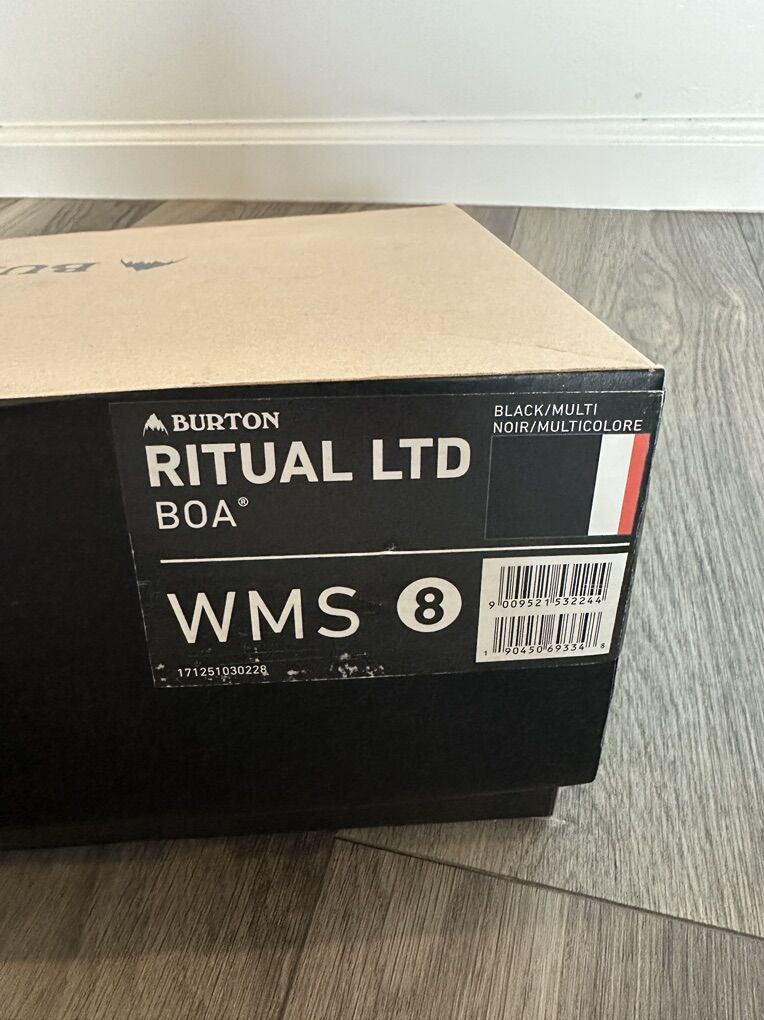 BURTON
RITUAL LTD
BOA®
BLACK/MULTI
NOIR/MULTICOLORE
WMS 8
9 009521 532244
1 90450 69334 8
171251030228